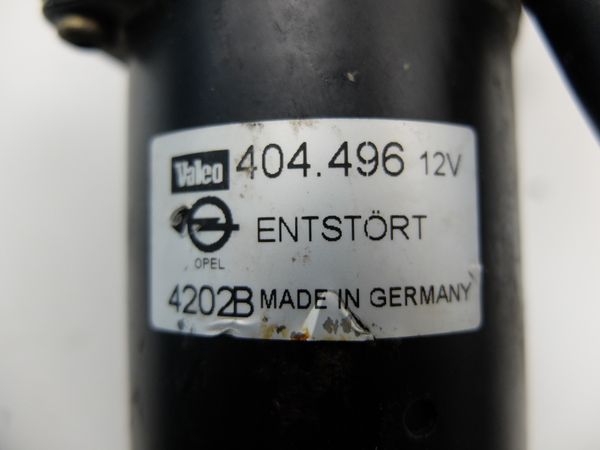 Valeo 404.496 12V
ENTSTÖRT
OPEL
4202B MADE IN GERMANY